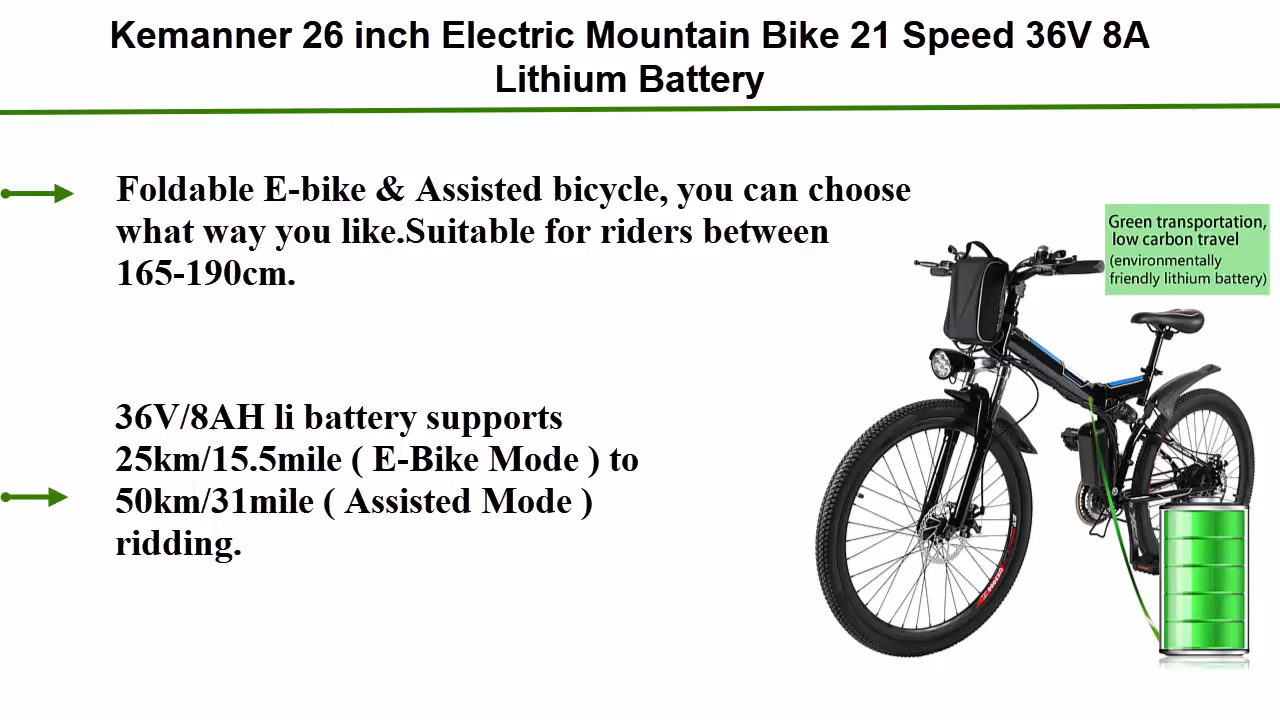 Kemanner 26 inch Electric Mountain Bike 21 Speed 36V 8A
Lithium Battery
Foldable E-bike & Assisted bicycle, you can choose
what way you like.Suitable for riders between
165-190cm.
Green transportation,
low carbon travel
(environmentally
friendly lithium battery)
36V/8AH li battery supports
25km/15.5mile ( E-Bike Mode ) to
50km/31mile ( Assisted Mode )
ridding.